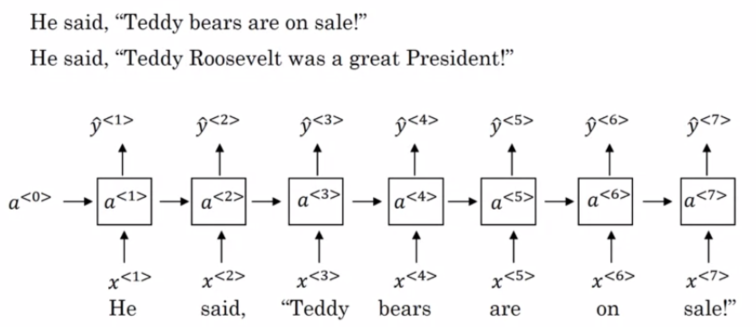 He said, “Teddy bears are on sale!”
He said, “Teddy Roosevelt was a great President!”
ŷ<1> ŷ<2> ŷ<3> ŷ<4> ŷ<5> ŷ<6> ŷ<7>
a<0> a<1> a<2> a<3> a<4> a<5> a<6> a<7>
x<1> x<2> x<3> x<4> x<5> x<6> x<7>
He said, “Teddy bears are on sale!”